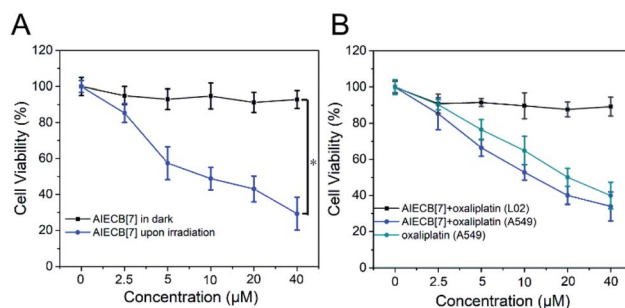 A
Cell Viability (%)
120
100
80
60
40
20
0
AIECB[7] in dark
AIECB[7] upon irradiation
*
0 2.5 5 10 20 40
Concentration (μM)
B
Cell Viability (%)
120
100
80
60
40
20
0
AIECB[7]+oxaliplatin (L02)
AIECB[7]+oxaliplatin (A549)
oxaliplatin (A549)
0 2.5 5 10 20 40
Concentration (μM)